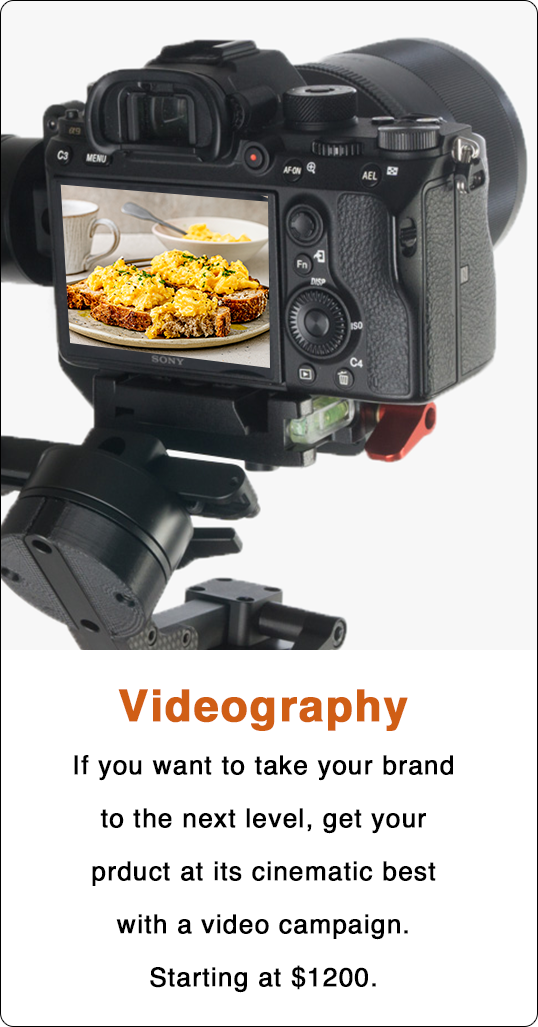 α9
C3 MENU
AF-ON AEL
Fn
DISP
ISO
C4
SONY
Videography
If you want to take your brand
to the next level, get your
prduct at its cinematic best
with a video campaign.
Starting at $1200.